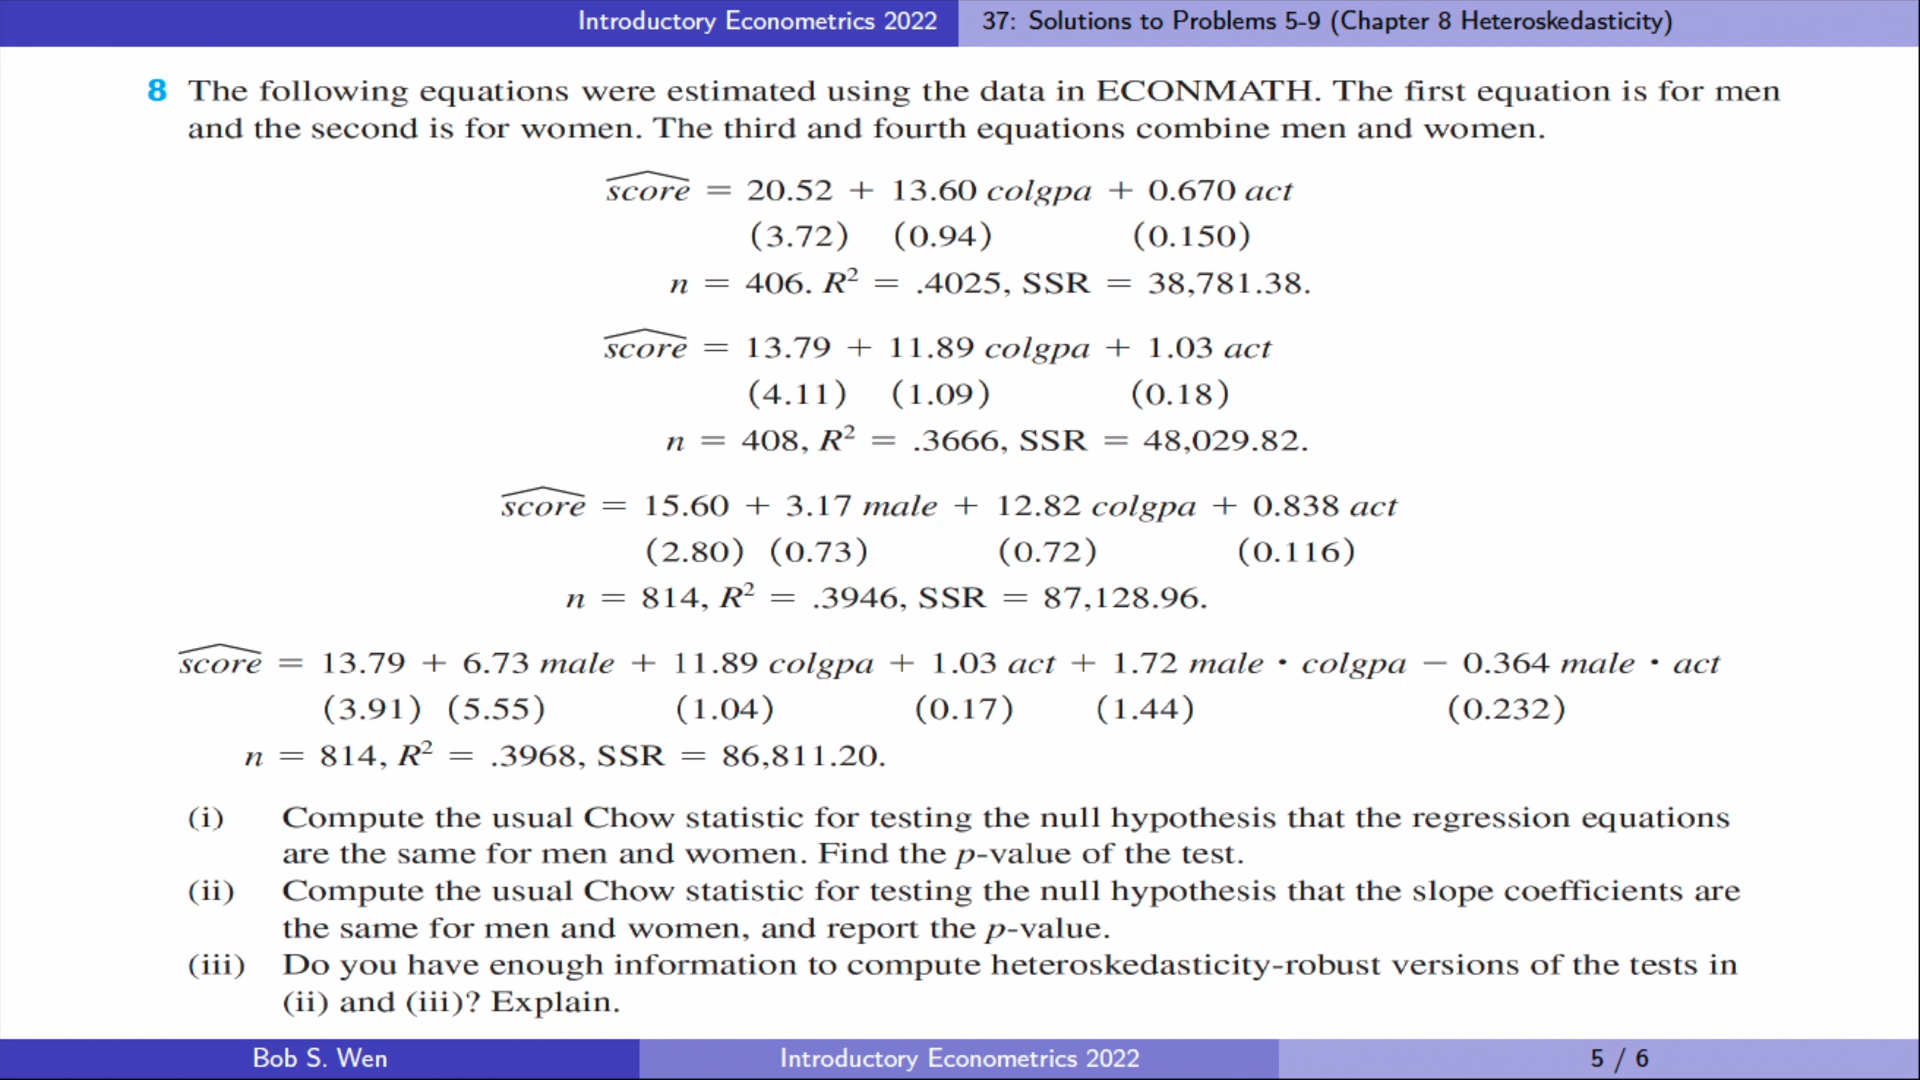 Introductory Econometrics 2022 37: Solutions to Problems 5-9 (Chapter 8 Heteroskedasticity)
8 The following equations were estimated using the data in ECONMATH. The first equation is for men
and the second is for women. The third and fourth equations combine men and women.
score = 20.52 + 13.60 colgpa + 0.670 act
(3.72) (0.94) (0.150)
n = 406. R² = .4025, SSR = 38,781.38.
score = 13.79 + 11.89 colgpa + 1.03 act
(4.11) (1.09) (0.18)
n = 408, R² = .3666, SSR = 48,029.82.
score = 15.60 + 3.17 male + 12.82 colgpa + 0.838 act
(2.80) (0.73) (0.72) (0.116)
n = 814, R² = .3946, SSR = 87,128.96.
score = 13.79 + 6.73 male + 11.89 colgpa + 1.03 act + 1.72 male · colgpa − 0.364 male · act
(3.91) (5.55) (1.04) (0.17) (1.44) (0.232)
n = 814, R² = .3968, SSR = 86,811.20.
(i) Compute the usual Chow statistic for testing the null hypothesis that the regression equations
are the same for men and women. Find the p-value of the test.
(ii) Compute the usual Chow statistic for testing the null hypothesis that the slope coefficients are
the same for men and women, and report the p-value.
(iii) Do you have enough information to compute heteroskedasticity-robust versions of the tests in
(ii) and (iii)? Explain.
Bob S. Wen Introductory Econometrics 2022 5 / 6